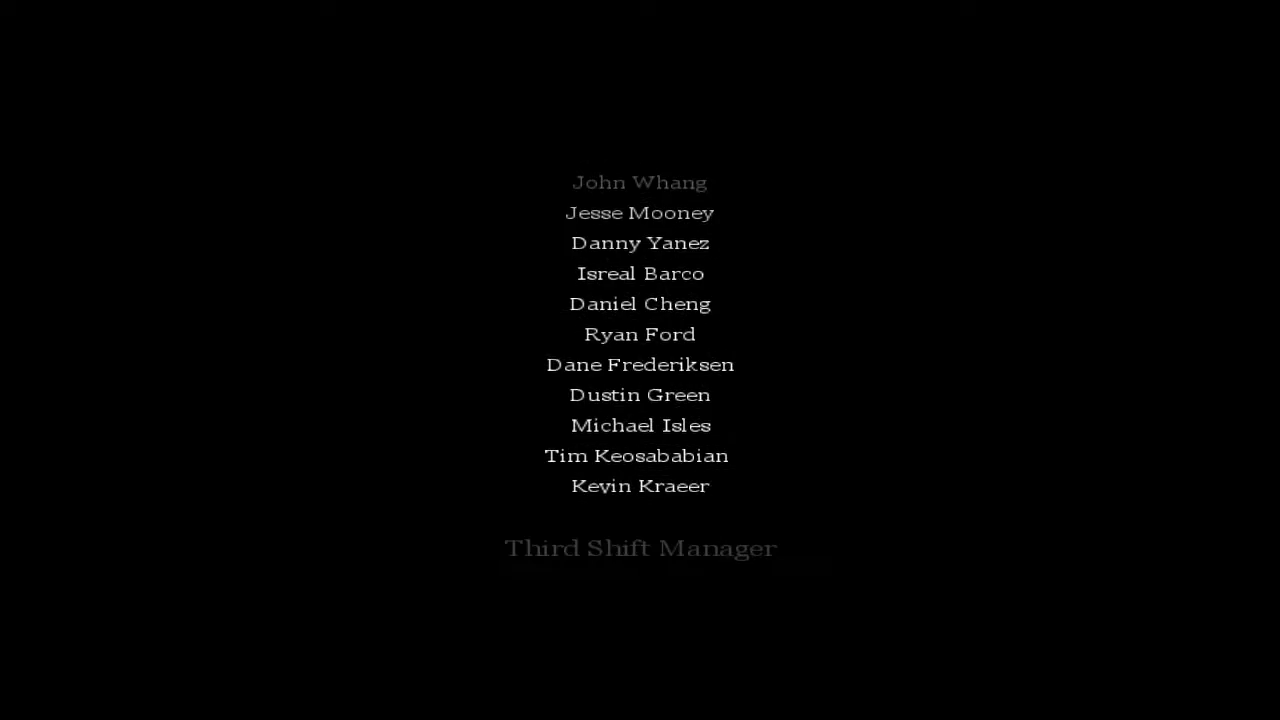 John Whang
Jesse Mooney
Danny Yanez
Isreal Barco
Daniel Cheng
Ryan Ford
Dane Frederiksen
Dustin Green
Michael Isles
Tim Keosababian
Kevin Kraeer
Third Shift Manager